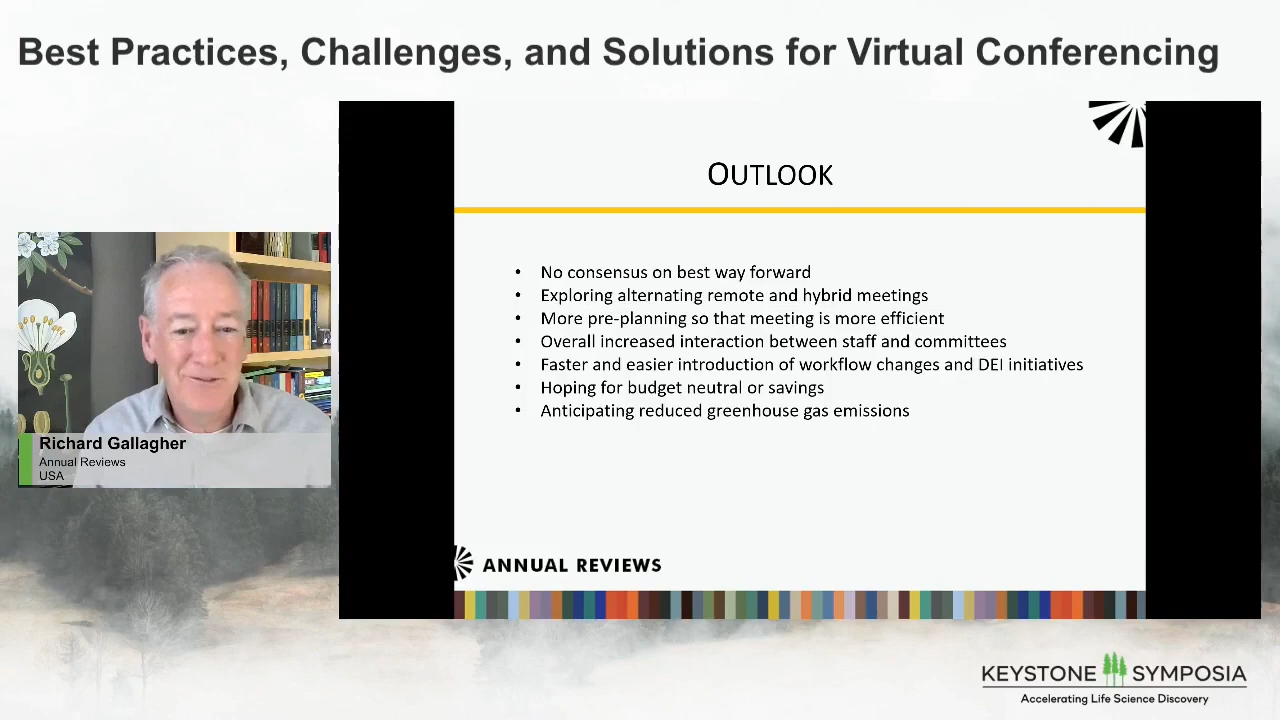 Best Practices, Challenges, and Solutions for Virtual Conferencing
OUTLOOK
• No consensus on best way forward
• Exploring alternating remote and hybrid meetings
• More pre-planning so that meeting is more efficient
• Overall increased interaction between staff and committees
• Faster and easier introduction of workflow changes and DEI initiatives
• Hoping for budget neutral or savings
• Anticipating reduced greenhouse gas emissions
Richard Gallagher
Annual Reviews
USA
ANNUAL REVIEWS
KEYSTONE SYMPOSIA
Accelerating Life Science Discovery